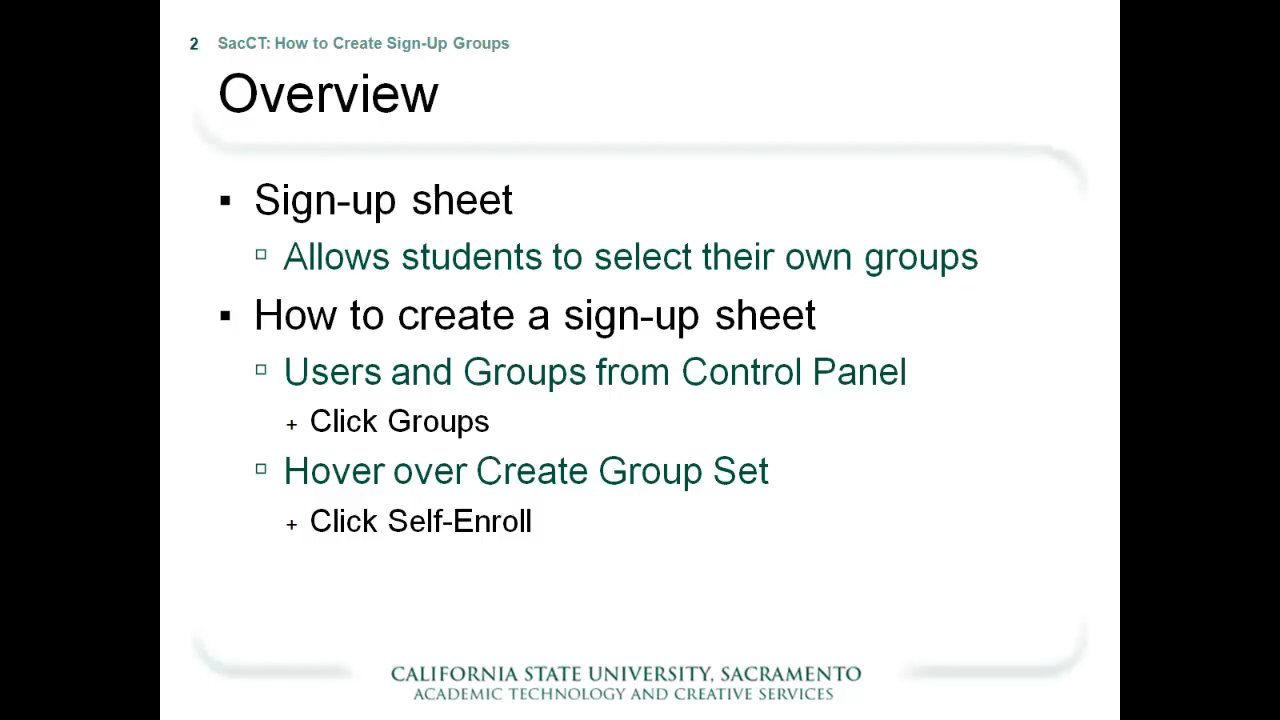 2 SacCT: How to Create Sign-Up Groups
Overview
▪ Sign-up sheet
▫ Allows students to select their own groups
▪ How to create a sign-up sheet
▫ Users and Groups from Control Panel
+ Click Groups
▫ Hover over Create Group Set
+ Click Self-Enroll
CALIFORNIA STATE UNIVERSITY, SACRAMENTO
ACADEMIC TECHNOLOGY AND CREATIVE SERVICES